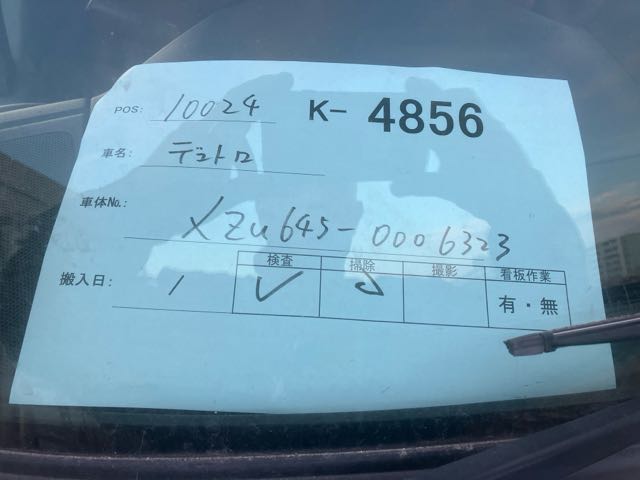 POS: 10024 K- 4856
車名: デュトロ
車体No.: XZU645-0006323
搬入日: 1
検査 掃除 撮影 看板作業
✓ ✓ 有・無